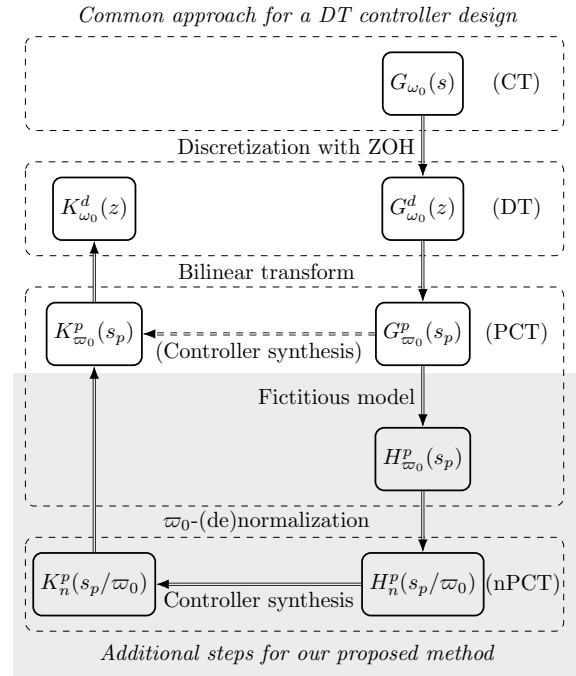 Common approach for a DT controller design
G_{ω_0}(s) (CT)
Discretization with ZOH
K^d_{ω_0}(z) G^d_{ω_0}(z) (DT)
Bilinear transform
K^p_{ϖ_0}(s_p) G^p_{ϖ_0}(s_p) (PCT)
(Controller synthesis)
Fictitious model
H^p_{ϖ_0}(s_p)
ϖ_0-(de)normalization
K^p_n(s_p/ϖ_0) H^p_n(s_p/ϖ_0) (nPCT)
Controller synthesis
Additional steps for our proposed method